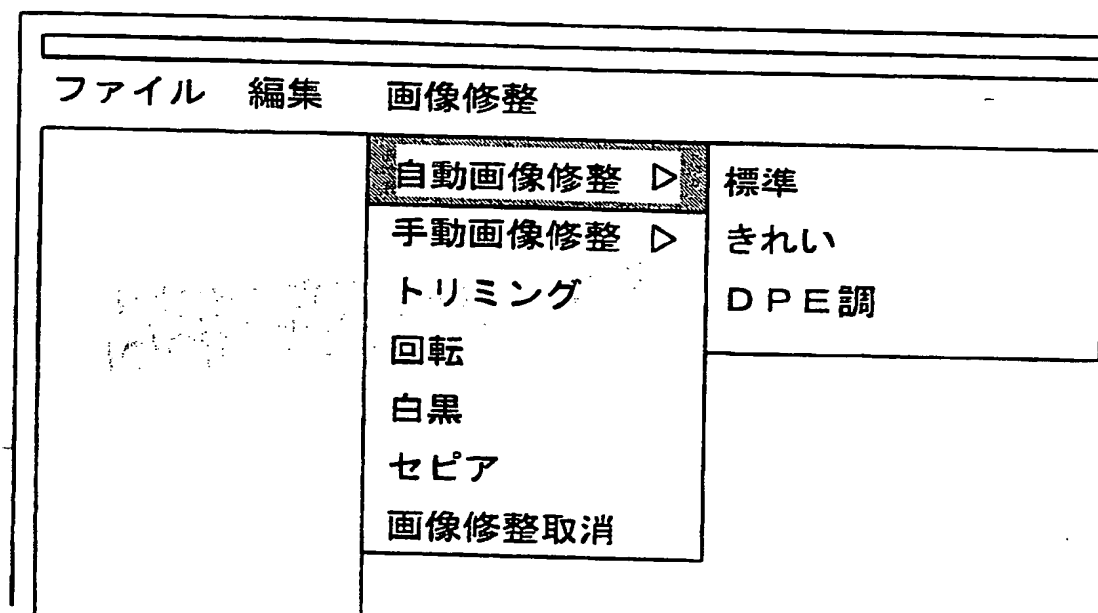 ファイル 編集 画像修整
自動画像修整 ▷
手動画像修整 ▷
トリミング
回転
白黒
セピア
画像修整取消
標準
きれい
DPE調